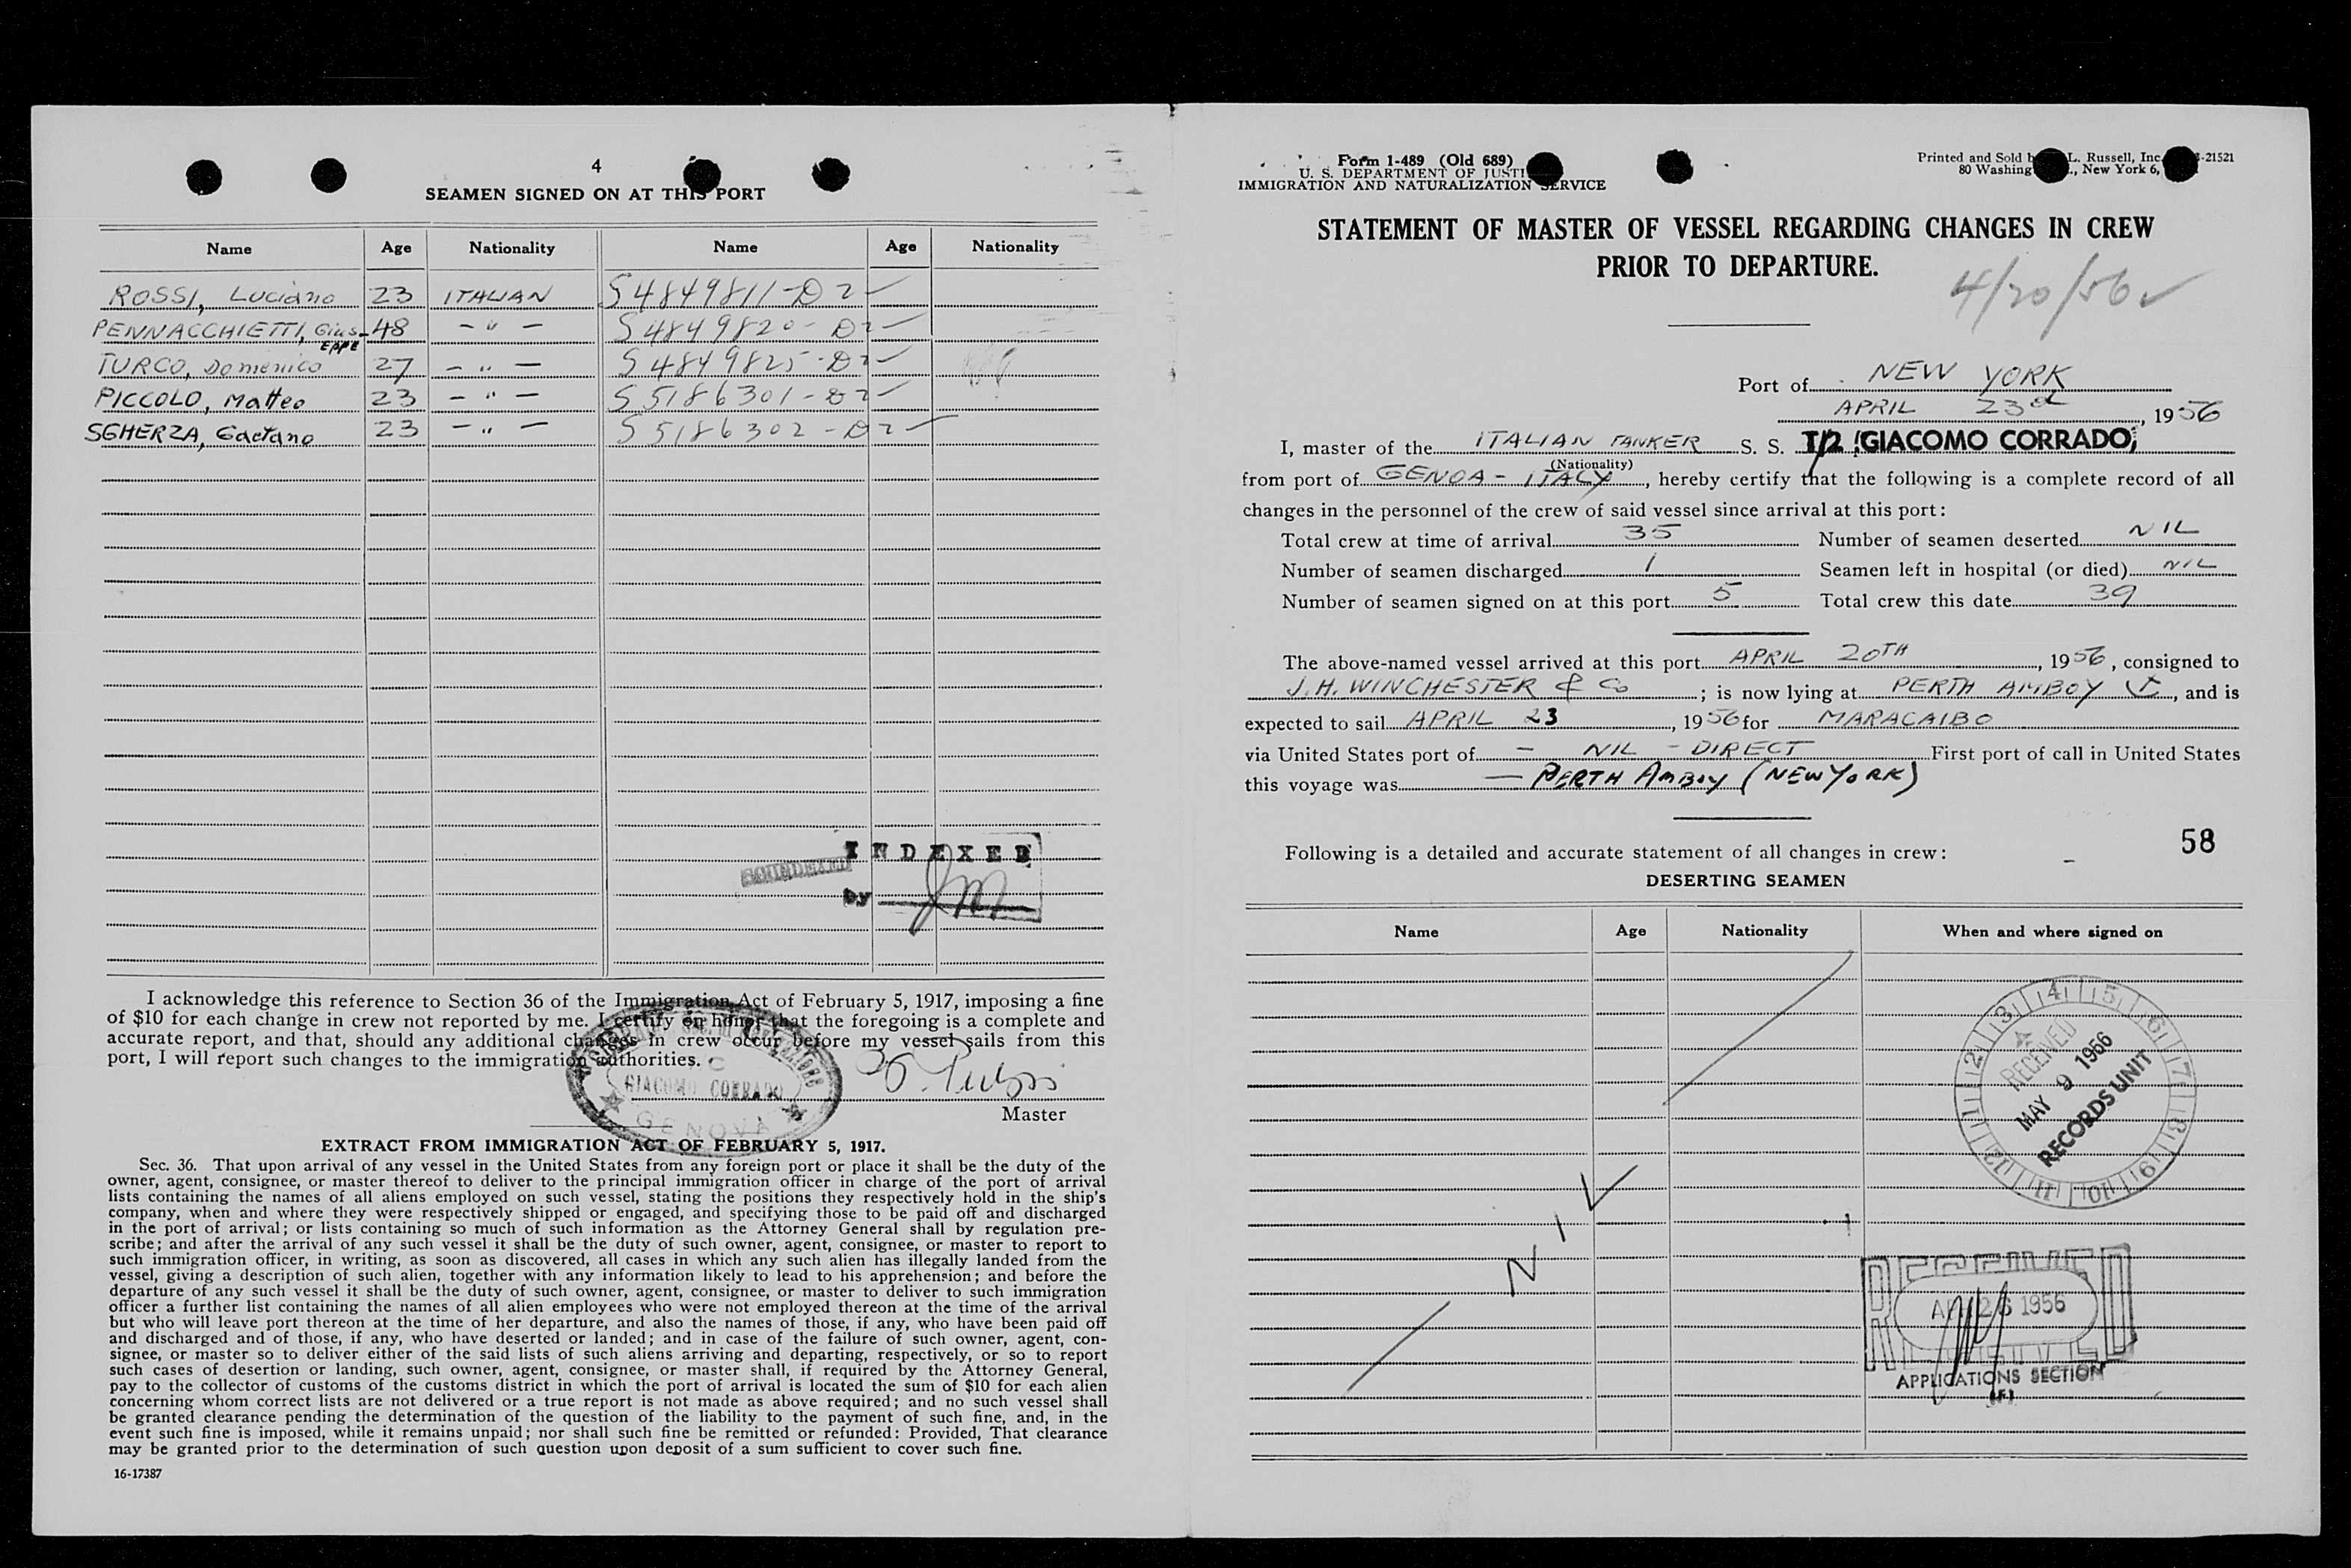 4
SEAMEN SIGNED ON AT THIS PORT
Name Age Nationality Name Age Nationality
ROSSI, Luciano 23 ITALIAN S4849811-D2 ✓
PENNACCHIETTI, Gius- 48 - " - S4849820-D2 ✓
EPPE
TURCO, Domenico 27 - " - S4849825-D2 ✓
PICCOLO, Matteo 23 - " - S5186301-D2 ✓
SGHERZA, Gaetano 23 - " - S5186302-D2 ✓
INDEXED
by JM
I acknowledge this reference to Section 36 of the Immigration Act of February 5, 1917, imposing a fine
of $10 for each change in crew not reported by me. I certify on honor that the foregoing is a complete and
accurate report, and that, should any additional changes in crew occur before my vessel sails from this
port, I will report such changes to the immigration authorities.
GIACOMO CORRADO
GENOVA
Master
EXTRACT FROM IMMIGRATION ACT OF FEBRUARY 5, 1917.
Sec. 36. That upon arrival of any vessel in the United States from any foreign port or place it shall be the duty of the
owner, agent, consignee, or master thereof to deliver to the principal immigration officer in charge of the port of arrival
lists containing the names of all aliens employed on such vessel, stating the positions they respectively hold in the ship's
company, when and where they were respectively shipped or engaged, and specifying those to be paid off and discharged
in the port of arrival; or lists containing so much of such information as the Attorney General shall by regulation pre-
scribe; and after the arrival of any such vessel it shall be the duty of such owner, agent, consignee, or master to report to
such immigration officer, in writing, as soon as discovered, all cases in which any such alien has illegally landed from the
vessel, giving a description of such alien, together with any information likely to lead to his apprehension; and before the
departure of any such vessel it shall be the duty of such owner, agent, consignee, or master to deliver to such immigration
officer a further list containing the names of all alien employees who were not employed thereon at the time of the arrival
but who will leave port thereon at the time of her departure, and also the names of those, if any, who have been paid off
and discharged and of those, if any, who have deserted or landed; and in case of the failure of such owner, agent, con-
signee, or master so to deliver either of the said lists of such aliens arriving and departing, respectively, or so to report
such cases of desertion or landing, such owner, agent, consignee, or master shall, if required by the Attorney General,
pay to the collector of customs of the customs district in which the port of arrival is located the sum of $10 for each alien
concerning whom correct lists are not delivered or a true report is not made as above required; and no such vessel shall
be granted clearance pending the determination of the question of the liability to the payment of such fine, and, in the
event such fine is imposed, while it remains unpaid; nor shall such fine be remitted or refunded: Provided, That clearance
may be granted prior to the determination of such question upon deposit of a sum sufficient to cover such fine.
16-17387
Form 1-489 (Old 689)
U. S. DEPARTMENT OF JUSTI
IMMIGRATION AND NATURALIZATION SERVICE
Printed and Sold b L. Russell, Inc. -21521
80 Washing ., New York 6,
STATEMENT OF MASTER OF VESSEL REGARDING CHANGES IN CREW
PRIOR TO DEPARTURE.
4/20/56 ✓
Port of NEW YORK
APRIL 23d, 1956
I, master of the ITALIAN TANKER S. S. T/2 "GIACOMO CORRADO"
(Nationality)
from port of GENOA - ITALY, hereby certify that the following is a complete record of all
changes in the personnel of the crew of said vessel since arrival at this port:
Total crew at time of arrival 35 Number of seamen deserted NIL
Number of seamen discharged 1 Seamen left in hospital (or died) NIL
Number of seamen signed on at this port 5 Total crew this date 39
The above-named vessel arrived at this port APRIL 20TH, 1956, consigned to
J.H. WINCHESTER & Co; is now lying at PERTH AMBOY, and is
expected to sail APRIL 23, 1956 for MARACAIBO
via United States port of - NIL - DIRECT First port of call in United States
this voyage was - PERTH AMBOY (NEW YORK)
58
Following is a detailed and accurate statement of all changes in crew:
DESERTING SEAMEN
Name Age Nationality When and where signed on
NIL
1 2 3 4 5 6 7 8 9 10 11 12
RECEIVED
MAY 9 1956
RECORDS UNIT
RECEIVED
26 1956
APPLICATIONS SECTION